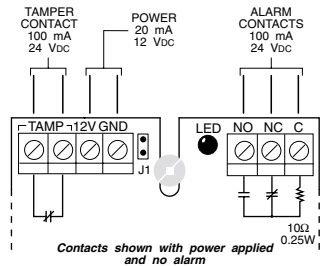 TAMPER
CONTACT
100 mA
24 VDC
POWER
20 mA
12 VDC
ALARM
CONTACTS
100 mA
24 VDC
TAMP 12V GND
J1
LED
NO NC C
10Ω
0.25W
Contacts shown with power applied
and no alarm